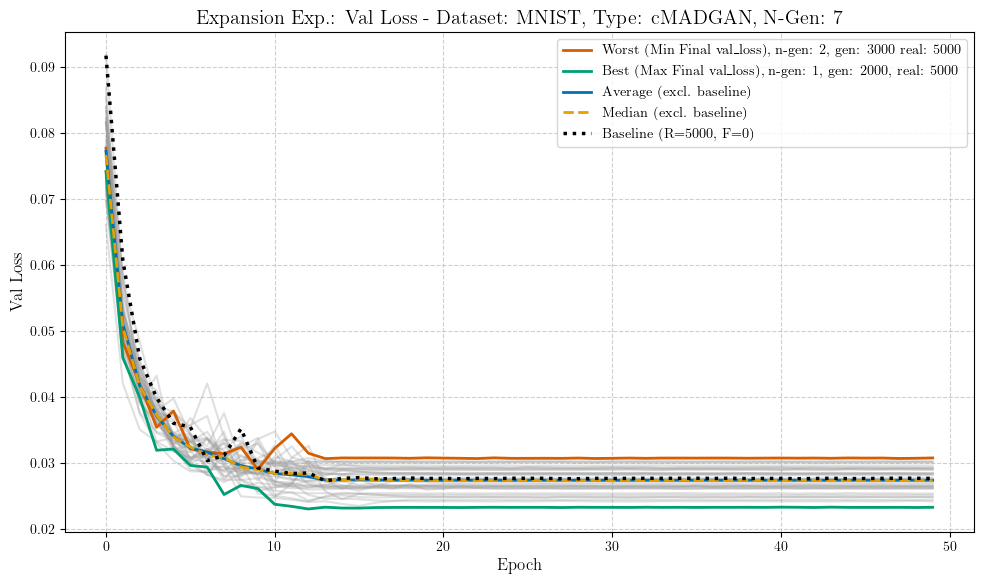 Expansion Exp.: Val Loss - Dataset: MNIST, Type: cMADGAN, N-Gen: 7
Worst (Min Final val_loss), n-gen: 2, gen: 3000 real: 5000
Best (Max Final val_loss), n-gen: 1, gen: 2000, real: 5000
Average (excl. baseline)
Median (excl. baseline)
Baseline (R=5000, F=0)
Val Loss
0.09
0.08
0.07
0.06
0.05
0.04
0.03
0.02
0 10 20 30 40 50
Epoch